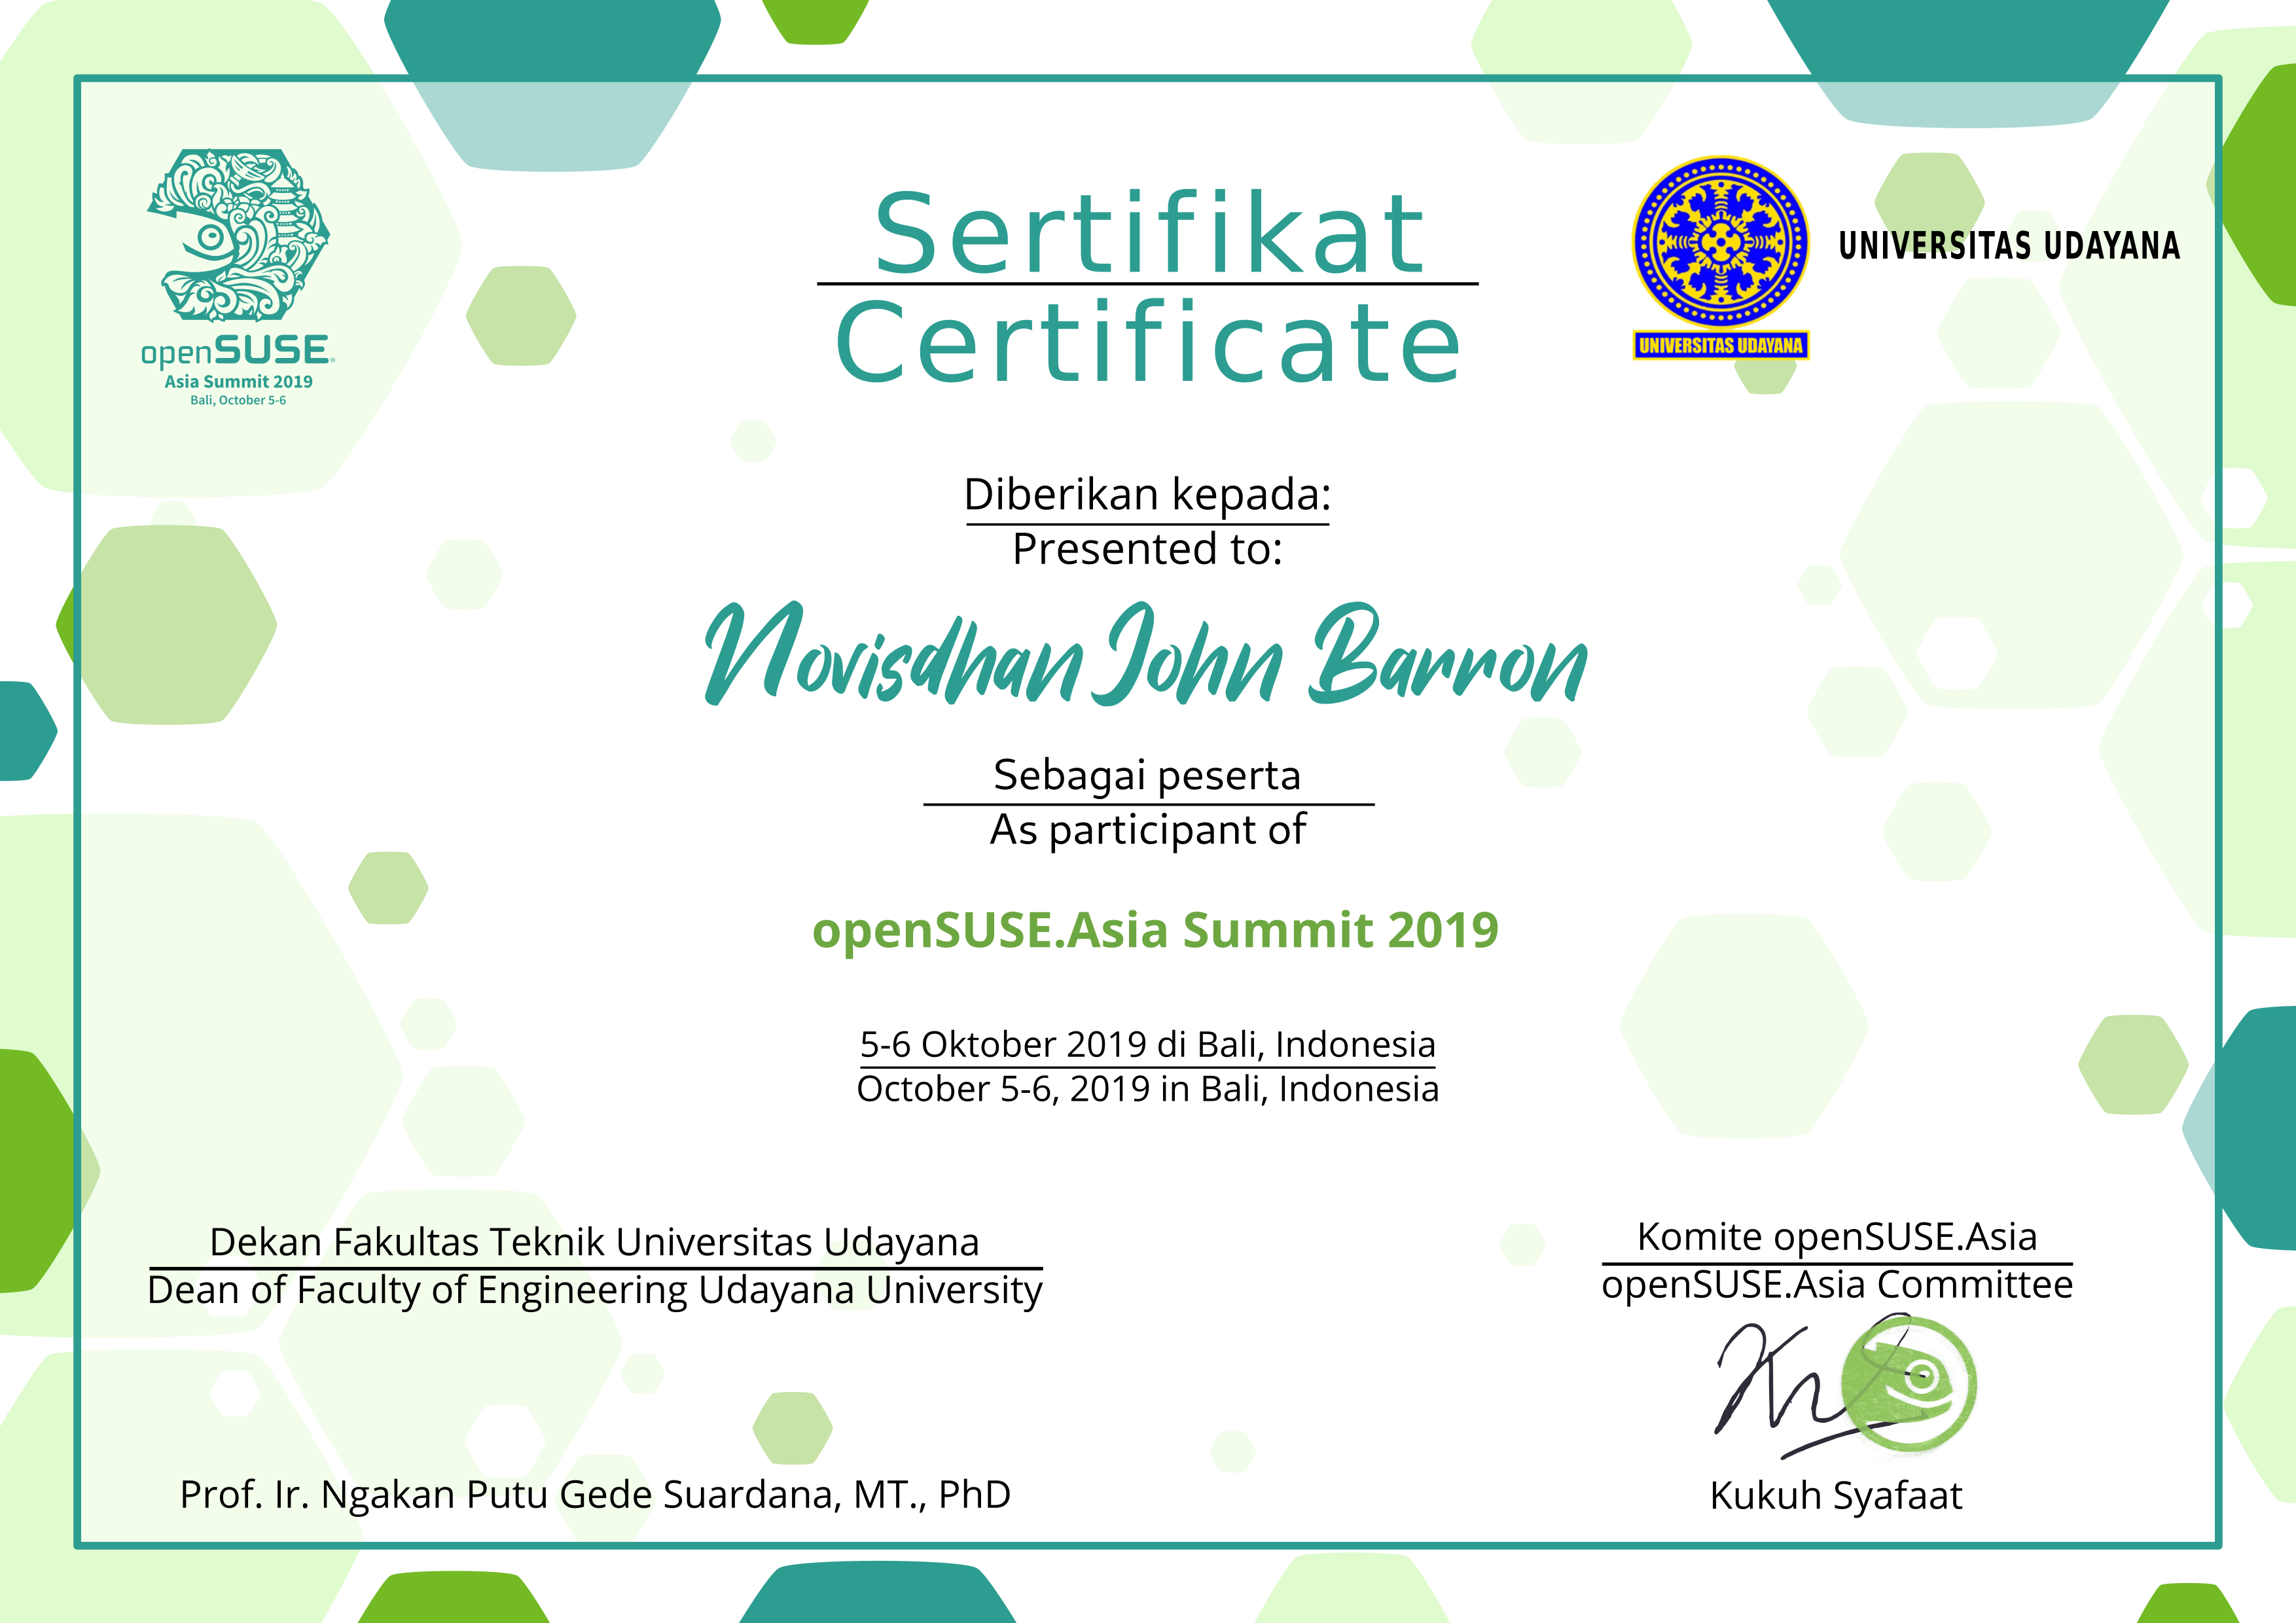 openSUSE
Asia Summit 2019
Bali, October 5-6
Sertifikat
Certificate
UNIVERSITAS UDAYANA
UNIVERSITAS UDAYANA
Diberikan kepada:
Presented to:
Novisdhan John Barron
Sebagai peserta
As participant of
openSUSE.Asia Summit 2019
5-6 Oktober 2019 di Bali, Indonesia
October 5-6, 2019 in Bali, Indonesia
Dekan Fakultas Teknik Universitas Udayana
Dean of Faculty of Engineering Udayana University
Prof. Ir. Ngakan Putu Gede Suardana, MT., PhD
Komite openSUSE.Asia
openSUSE.Asia Committee
Kukuh Syafaat